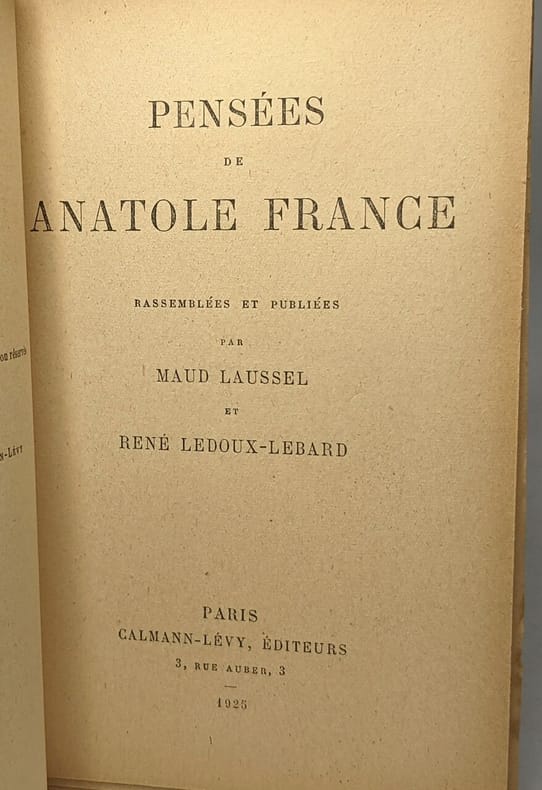 PENSÉES
DE
ANATOLE FRANCE
RASSEMBLÉES ET PUBLIÉES
PAR
MAUD LAUSSEL
ET
RENÉ LEDOUX-LEBARD
PARIS
CALMANN-LÉVY, ÉDITEURS
3, RUE AUBER, 3
1925